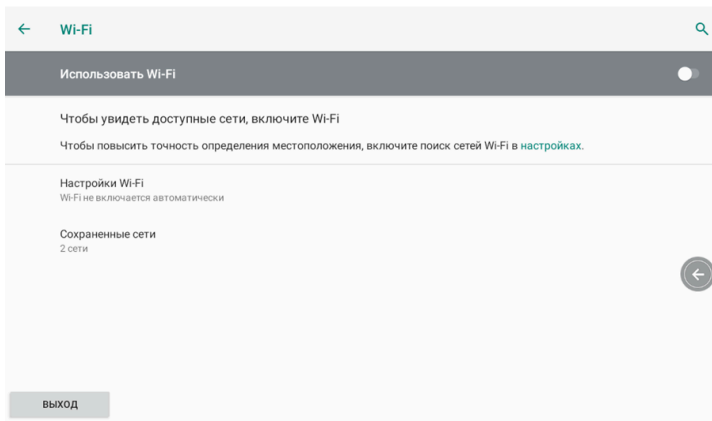 Wi-Fi
Использовать Wi-Fi
Чтобы увидеть доступные сети, включите Wi-Fi
Чтобы повысить точность определения местоположения, включите поиск сетей Wi-Fi в настройках.
Настройки Wi-Fi
Wi-Fi не включается автоматически
Сохраненные сети
2 сети
ВЫХОД